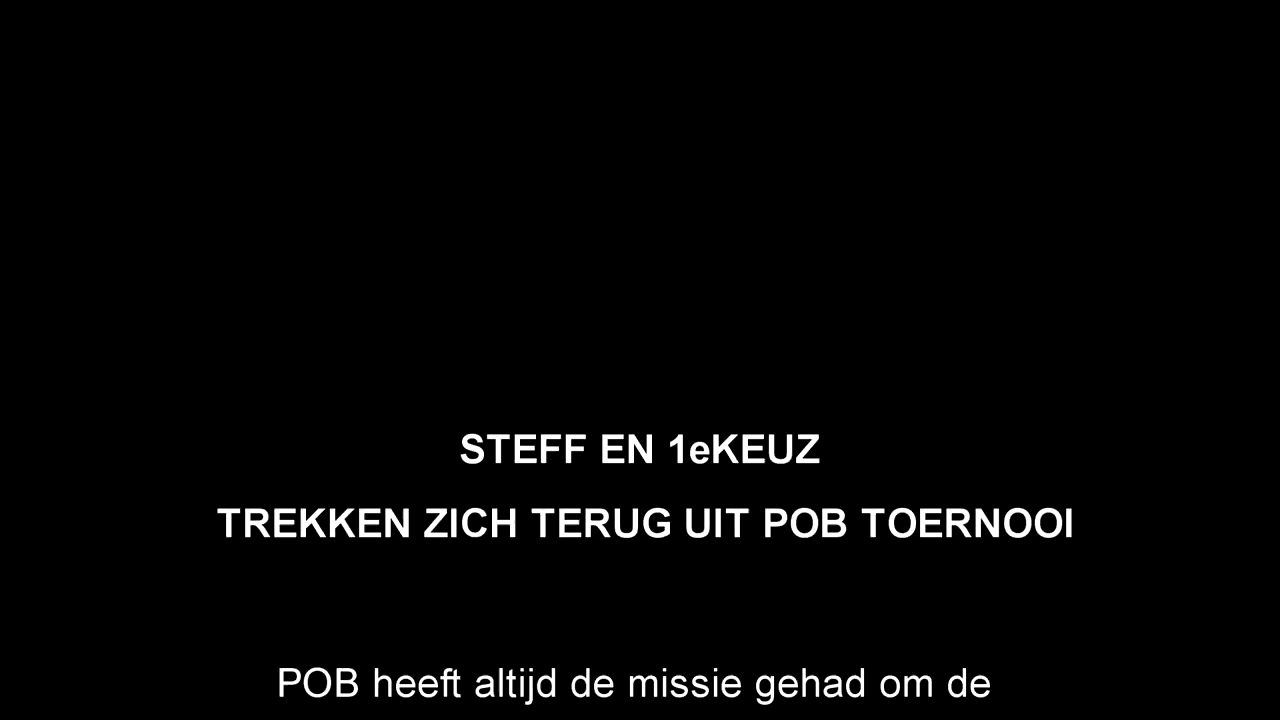 STEFF EN 1eKEUZ
TREKKEN ZICH TERUG UIT POB TOERNOOI
POB heeft altijd de missie gehad om de